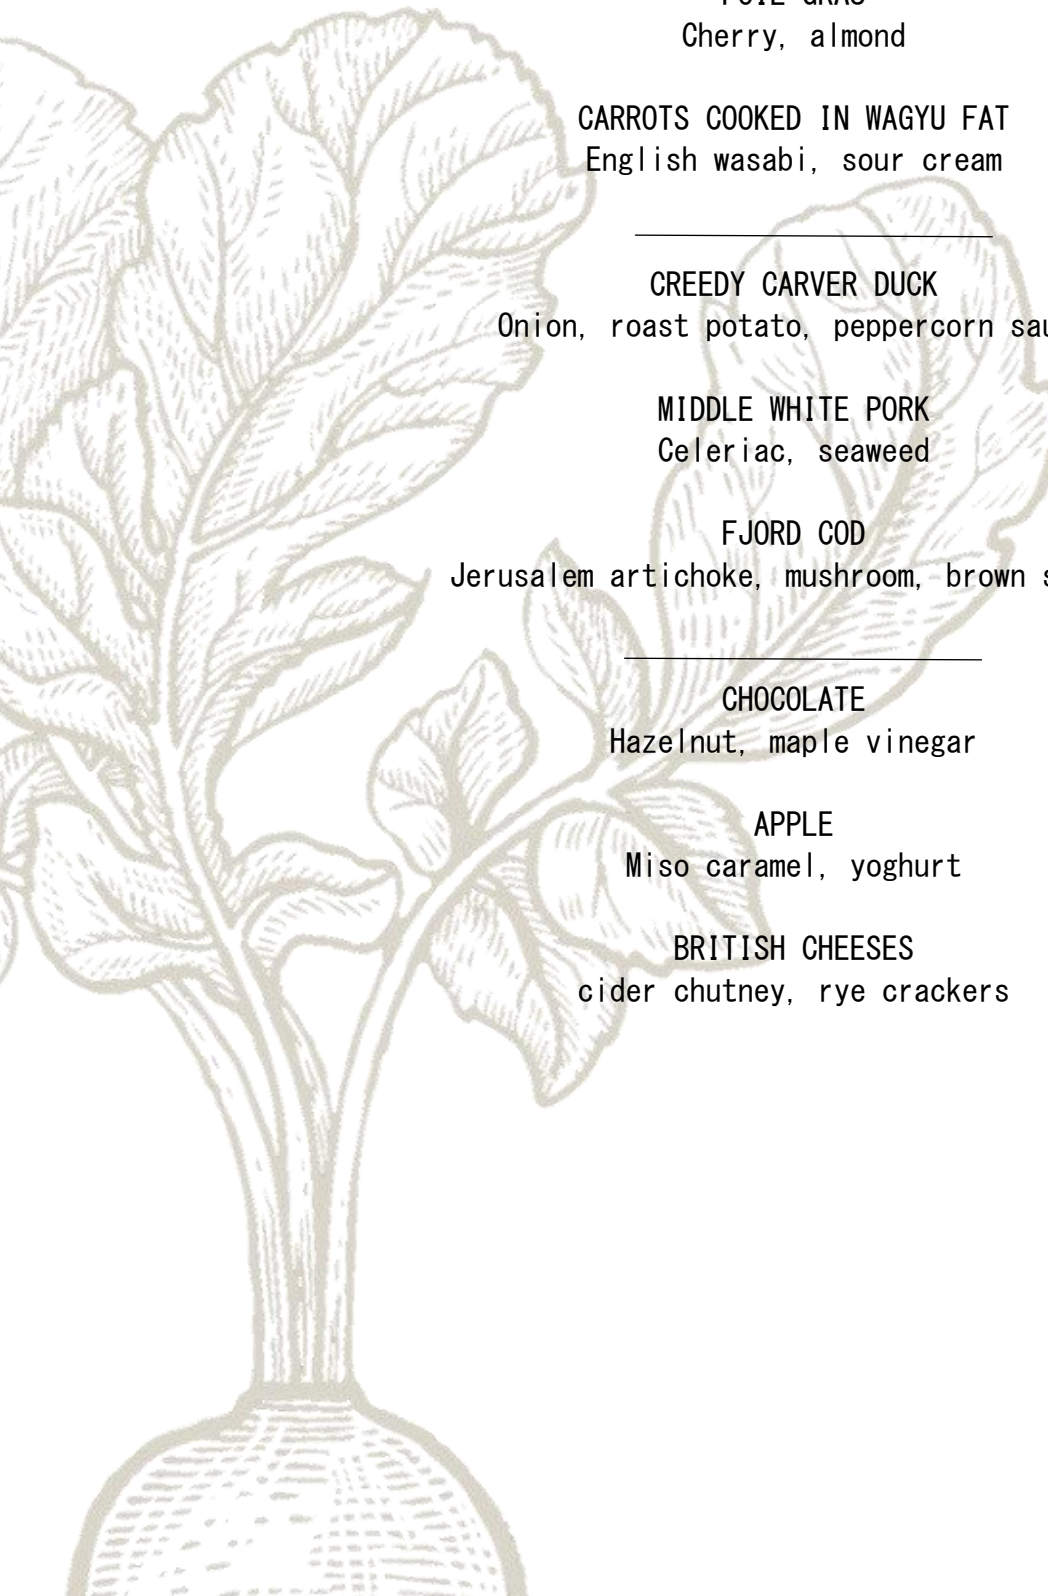 Cherry, almond
CARROTS COOKED IN WAGYU FAT
English wasabi, sour cream
CREEDY CARVER DUCK
Onion, roast potato, peppercorn
MIDDLE WHITE PORK
Celeriac, seaweed
FJORD COD
Jerusalem artichoke, mushroom, brown
CHOCOLATE
Hazelnut, maple vinegar
APPLE
Miso caramel, yoghurt
BRITISH CHEESES
cider chutney, rye crackers